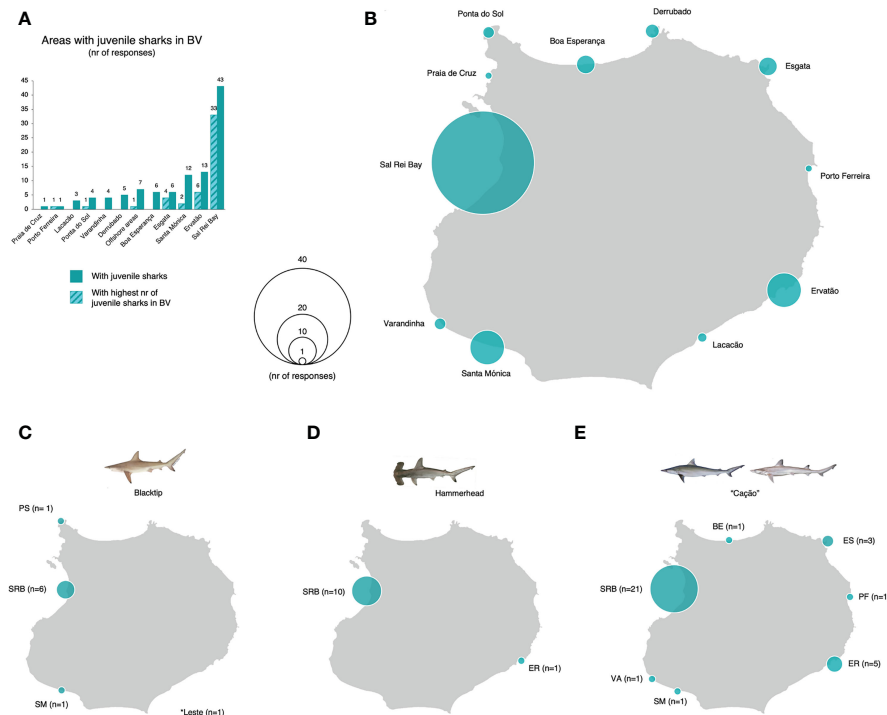 A
Areas with juvenile sharks in BV
(nr of responses)
45
40
35
30
25
20
15
10
5
0
1
1 1
3
1 4
4
5
1 7
6
4 6
2 12
6 13
33 43
Praia de Cruz
Porto Ferreira
Lacacão
Ponta do Sol
Varandinha
Derrubado
Offshore areas
Boa Esperança
Esgata
Santa Mónica
Ervatão
Sal Rei Bay
With juvenile sharks
With highest nr of
juvenile sharks in BV
40
20
10
1
(nr of responses)
B
Ponta do Sol
Derrubado
Boa Esperança
Esgata
Praia de Cruz
Sal Rei Bay
Porto Ferreira
Ervatão
Varandinha
Lacacão
Santa Mónica
C
Blacktip
PS (n= 1)
SRB (n=6)
SM (n=1)
*Leste (n=1)
D
Hammerhead
SRB (n=10)
ER (n=1)
E
"Cação"
BE (n=1)
ES (n=3)
SRB (n=21)
PF (n=1
ER (n=5)
VA (n=1)
SM (n=1)